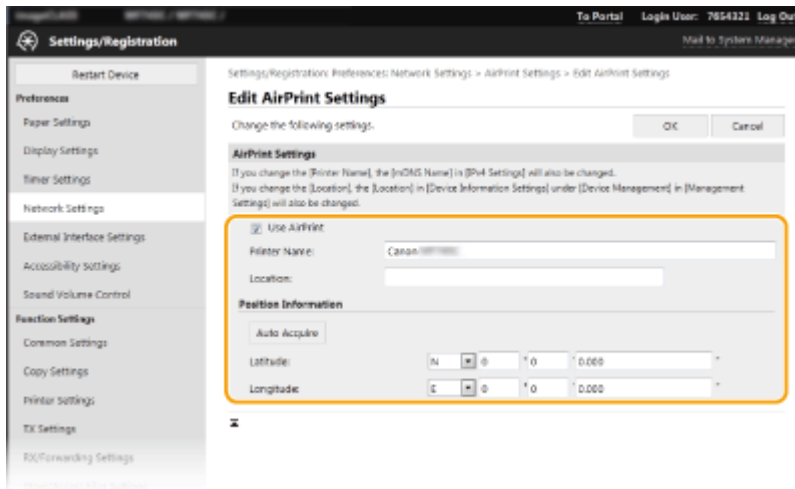 To Portal Login User: 7654321 Log Out
Settings/Registration
Mail to System Manager
Restart Device
Preferences
Paper Settings
Display Settings
Timer Settings
Network Settings
External Interface Settings
Accessibility Settings
Sound Volume Control
Function Settings
Common Settings
Copy Settings
Printer Settings
TX Settings
RX/Forwarding Settings
Settings/Registration: Preferences: Network Settings > AirPrint Settings > Edit AirPrint Settings
Edit AirPrint Settings
Change the following settings.
OK
Cancel
AirPrint Settings
If you change the [Printer Name], the [mDNS Name] in [IPv4 Settings] will also be changed.
If you change the [Location], the [Location] in [Device Information Settings] under [Device Management] in [Management
Settings] will also be changed.
Use AirPrint
Printer Name: Canon
Location:
Position Information
Auto Acquire
Latitude: N 0 ° 0 ' 0.000 "
Longitude: E 0 ° 0 ' 0.000 "